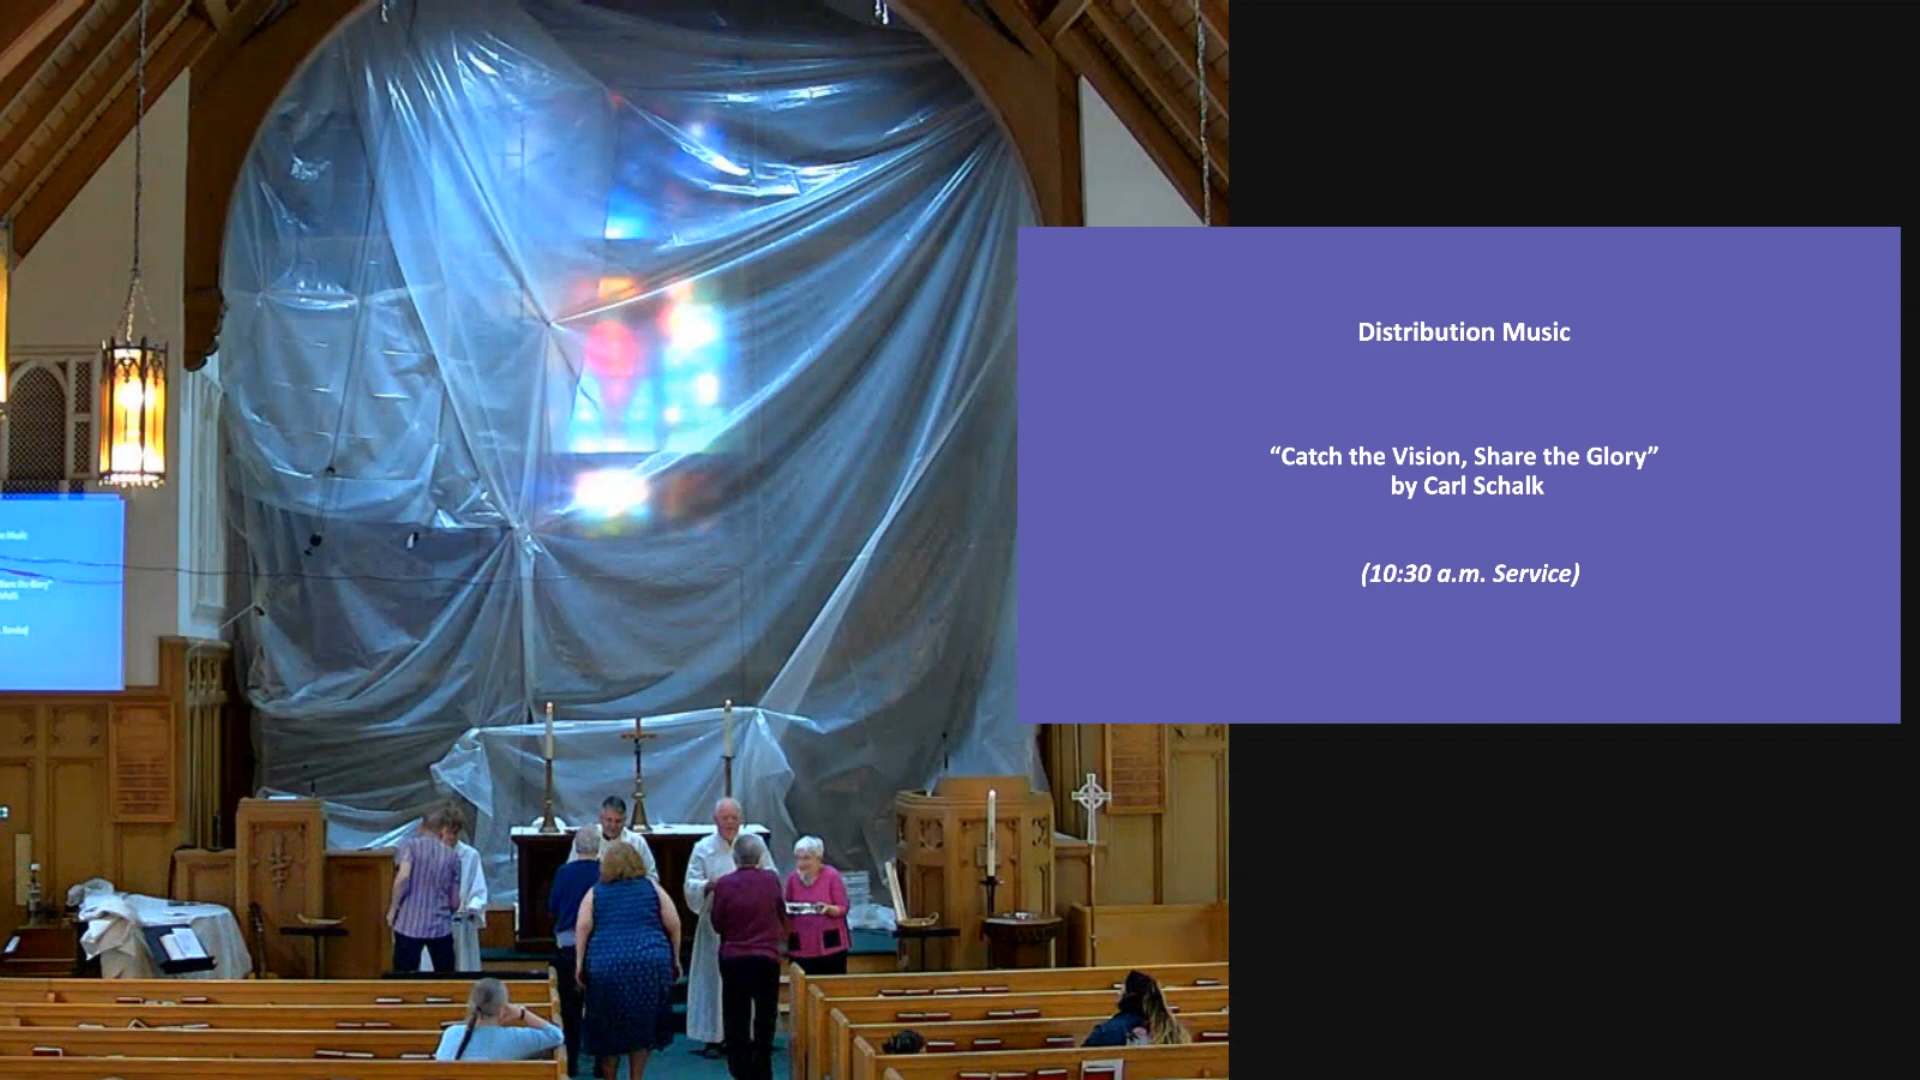 Distribution Music
“Catch the Vision, Share the Glory”
by Carl Schalk
(10:30 a.m. Service)